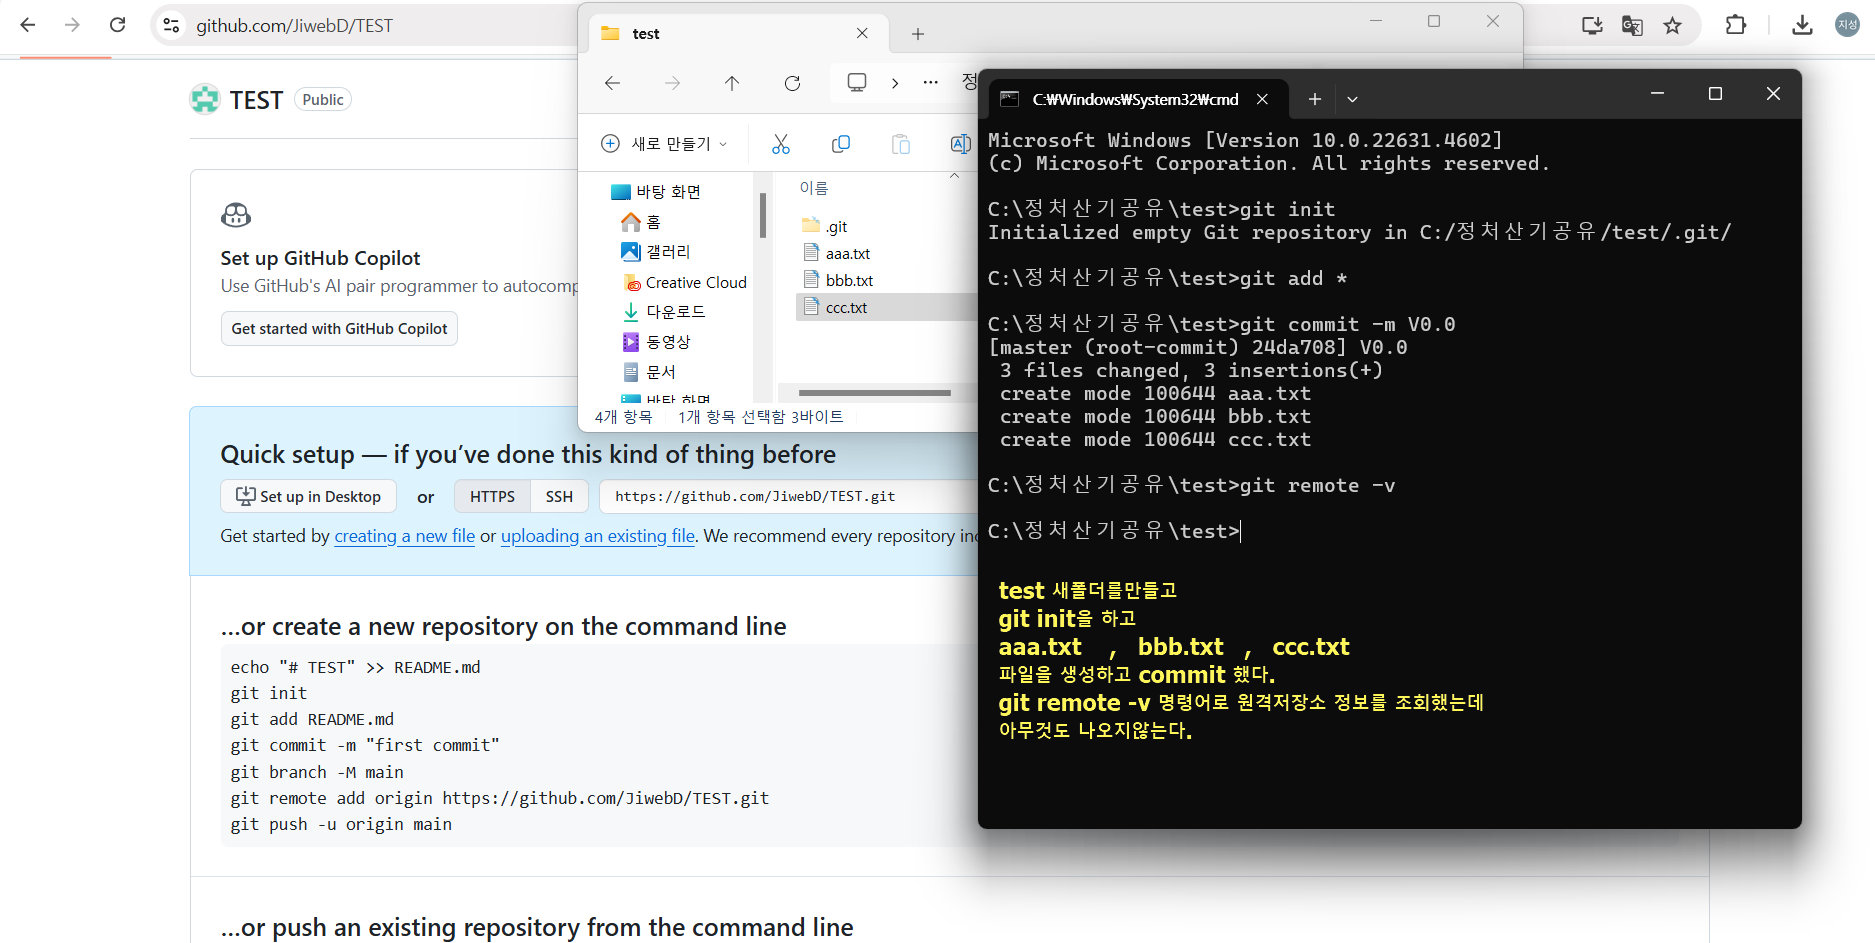 github.com/JiwebD/TEST
지성
TEST Public
Set up GitHub Copilot
Use GitHub's AI pair programmer to autocomp
Get started with GitHub Copilot
Quick setup — if you’ve done this kind of thing before
Set up in Desktop or HTTPS SSH https://github.com/JiwebD/TEST.git
Get started by creating a new file or uploading an existing file. We recommend every repository inc
...or create a new repository on the command line
echo "# TEST" >> README.md
git init
git add README.md
git commit -m "first commit"
git branch -M main
git remote add origin https://github.com/JiwebD/TEST.git
git push -u origin main
...or push an existing repository from the command line
test
정
새로 만들기
바탕 화면
홈
갤러리
Creative Cloud
다운로드
동영상
문서
바탕 화면
이름
.git
aaa.txt
bbb.txt
ccc.txt
4개 항목 1개 항목 선택함 3바이트
C:₩Windows₩System32₩cmd
Microsoft Windows [Version 10.0.22631.4602]
(c) Microsoft Corporation. All rights reserved.
C:\정처산기공유\test>git init
Initialized empty Git repository in C:/정처산기공유/test/.git/
C:\정처산기공유\test>git add *
C:\정처산기공유\test>git commit -m V0.0
[master (root-commit) 24da708] V0.0
3 files changed, 3 insertions(+)
create mode 100644 aaa.txt
create mode 100644 bbb.txt
create mode 100644 ccc.txt
C:\정처산기공유\test>git remote -v
C:\정처산기공유\test>
test 새폴더를만들고
git init을 하고
aaa.txt , bbb.txt , ccc.txt
파일을 생성하고 commit 했다.
git remote -v 명령어로 원격저장소 정보를 조회했는데
아무것도 나오지않는다.